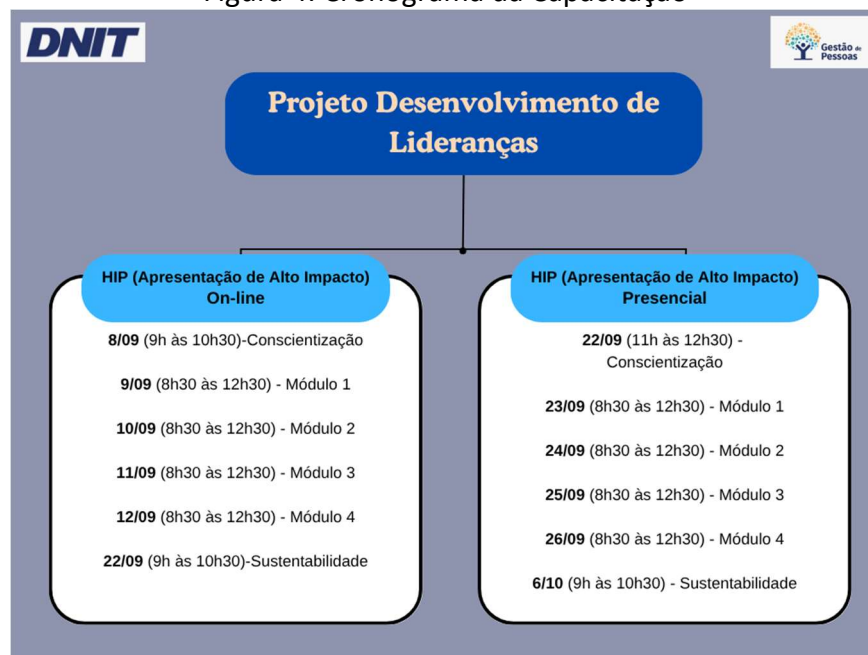 Figura 4: Cronograma da Capacitação
DNIT
Gestão de
Pessoas
Projeto Desenvolvimento de
Lideranças
HIP (Apresentação de Alto Impacto)
On-line
8/09 (9h às 10h30)-Conscientização
9/09 (8h30 às 12h30) - Módulo 1
10/09 (8h30 às 12h30) - Módulo 2
11/09 (8h30 às 12h30) - Módulo 3
12/09 (8h30 às 12h30) - Módulo 4
22/09 (9h às 10h30)-Sustentabilidade
HIP (Apresentação de Alto Impacto)
Presencial
22/09 (11h às 12h30) -
Conscientização
23/09 (8h30 às 12h30) - Módulo 1
24/09 (8h30 às 12h30) - Módulo 2
25/09 (8h30 às 12h30) - Módulo 3
26/09 (8h30 às 12h30) - Módulo 4
6/10 (9h às 10h30) - Sustentabilidade